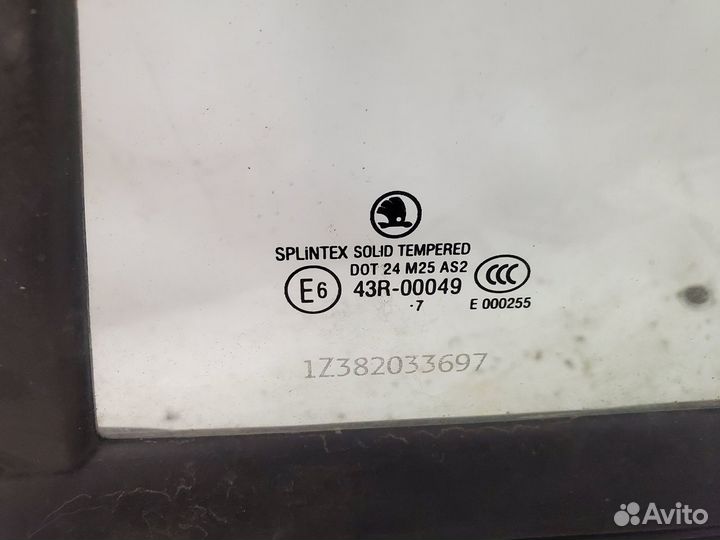 SPLiNTEX SOLID TEMPERED
DOT 24 M25 AS2
E6 43R-00049 CCC
·7 E 000255
1Z382033697
Avito